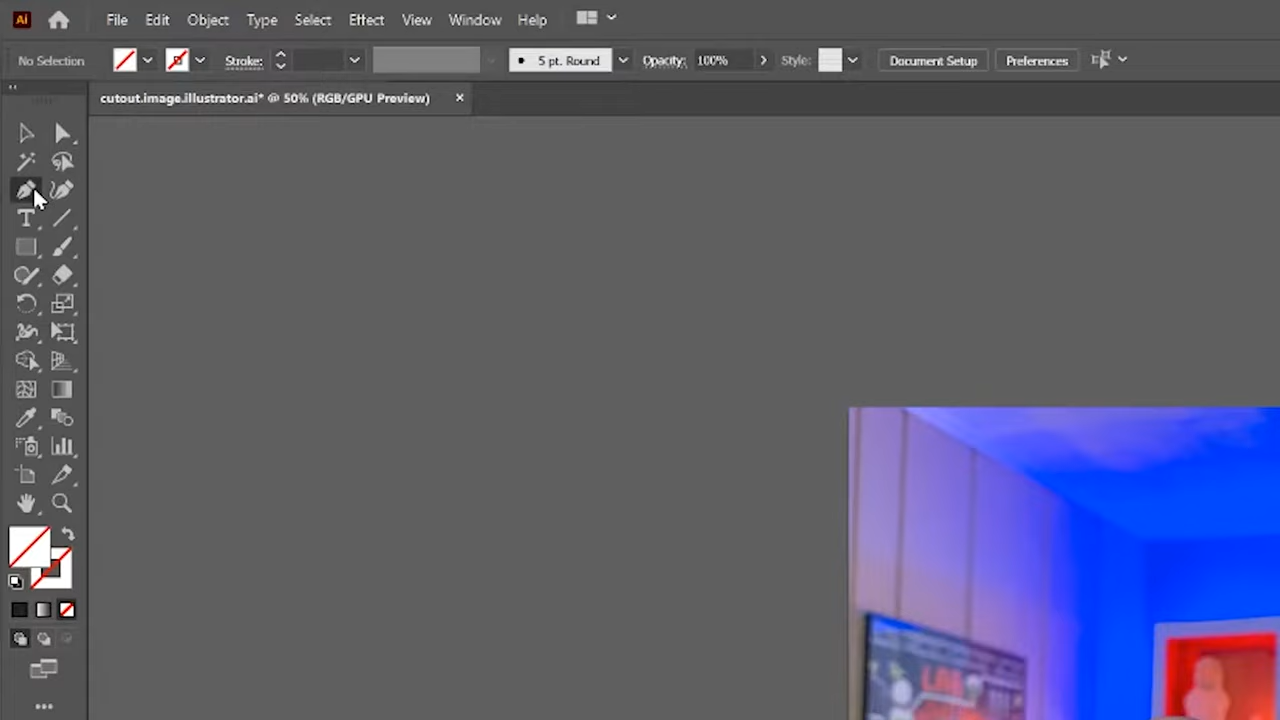 Ai File Edit Object Type Select Effect View Window Help
No Selection Stroke: 5 pt. Round Opacity: 100% Style: Document Setup Preferences
cutout.image.illustrator.ai* @ 50% (RGB/GPU Preview) ×